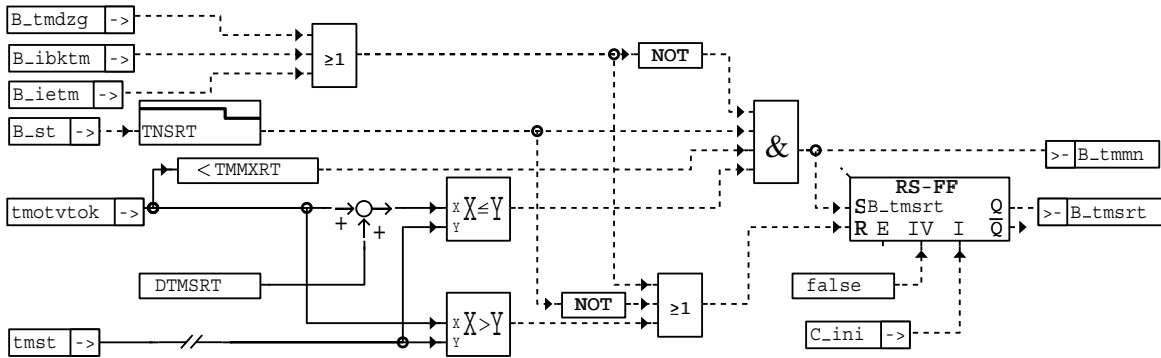 B_tmdzg ->
B_ibktm ->
B_ietm ->
≥1
NOT
B_st ->
TNSRT
&
>- B_tmmn
<TMMXRT
tmotvtok ->
+
+
X
Y
X≤Y
RS-FF
S B_tmsrt Q
R E IV I Q̅
>- B_tmsrt
DTMSRT
NOT
≥1
false
X
Y
X>Y
tmst ->
C_ini ->